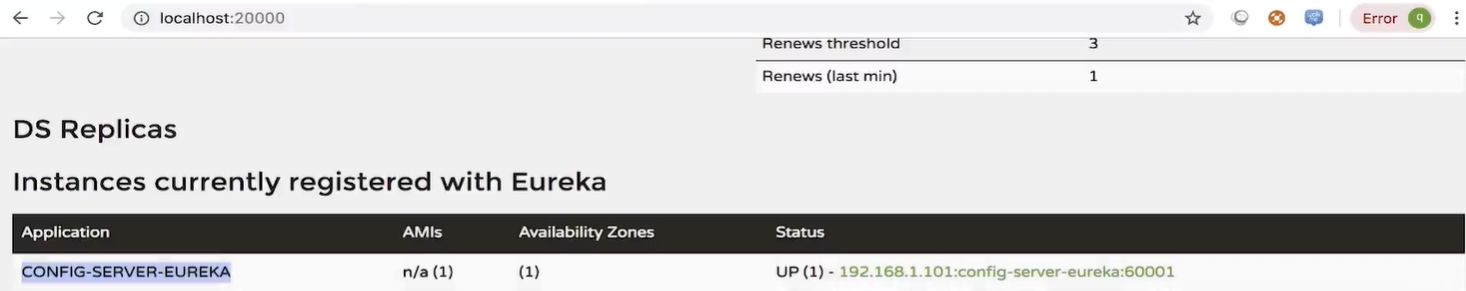 localhost:20000
Error q
Renews threshold 3
Renews (last min) 1
DS Replicas
Instances currently registered with Eureka
Application AMIs Availability Zones Status
CONFIG-SERVER-EUREKA n/a (1) (1) UP (1) - 192.168.1.101:config-server-eureka:60001